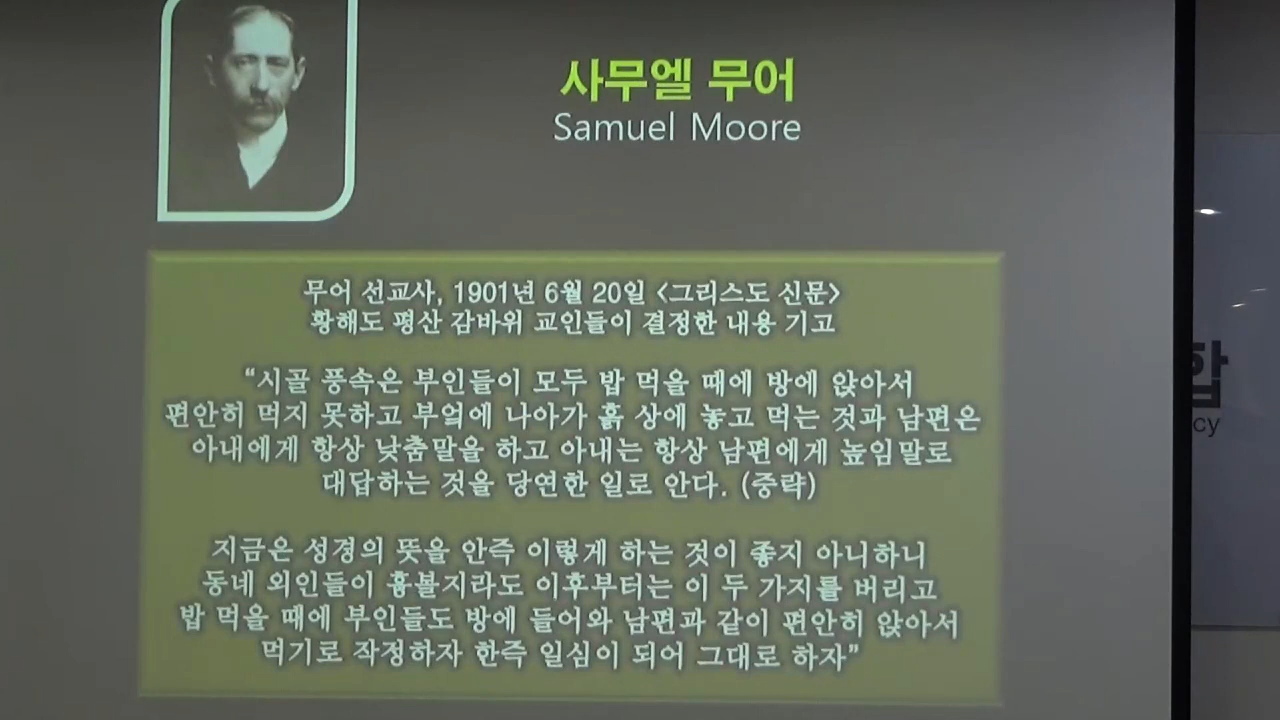 사무엘 무어
Samuel Moore
무어 선교사, 1901년 6월 20일 <그리스도 신문>
황해도 평산 감바위 교인들이 결정한 내용 기고
“시골 풍속은 부인들이 모두 밥 먹을 때에 방에 앉아서
편안히 먹지 못하고 부엌에 나아가 흙 상에 놓고 먹는 것과 남편은
아내에게 항상 낮춤말을 하고 아내는 항상 남편에게 높임말로
대답하는 것을 당연한 일로 안다. (중략)
지금은 성경의 뜻을 안즉 이렇게 하는 것이 좋지 아니하니
동네 외인들이 흉볼지라도 이후부터는 이 두 가지를 버리고
밥 먹을 때에 부인들도 방에 들어와 남편과 같이 편안히 앉아서
먹기로 작정하자 한즉 일심이 되어 그대로 하자”
합
cy